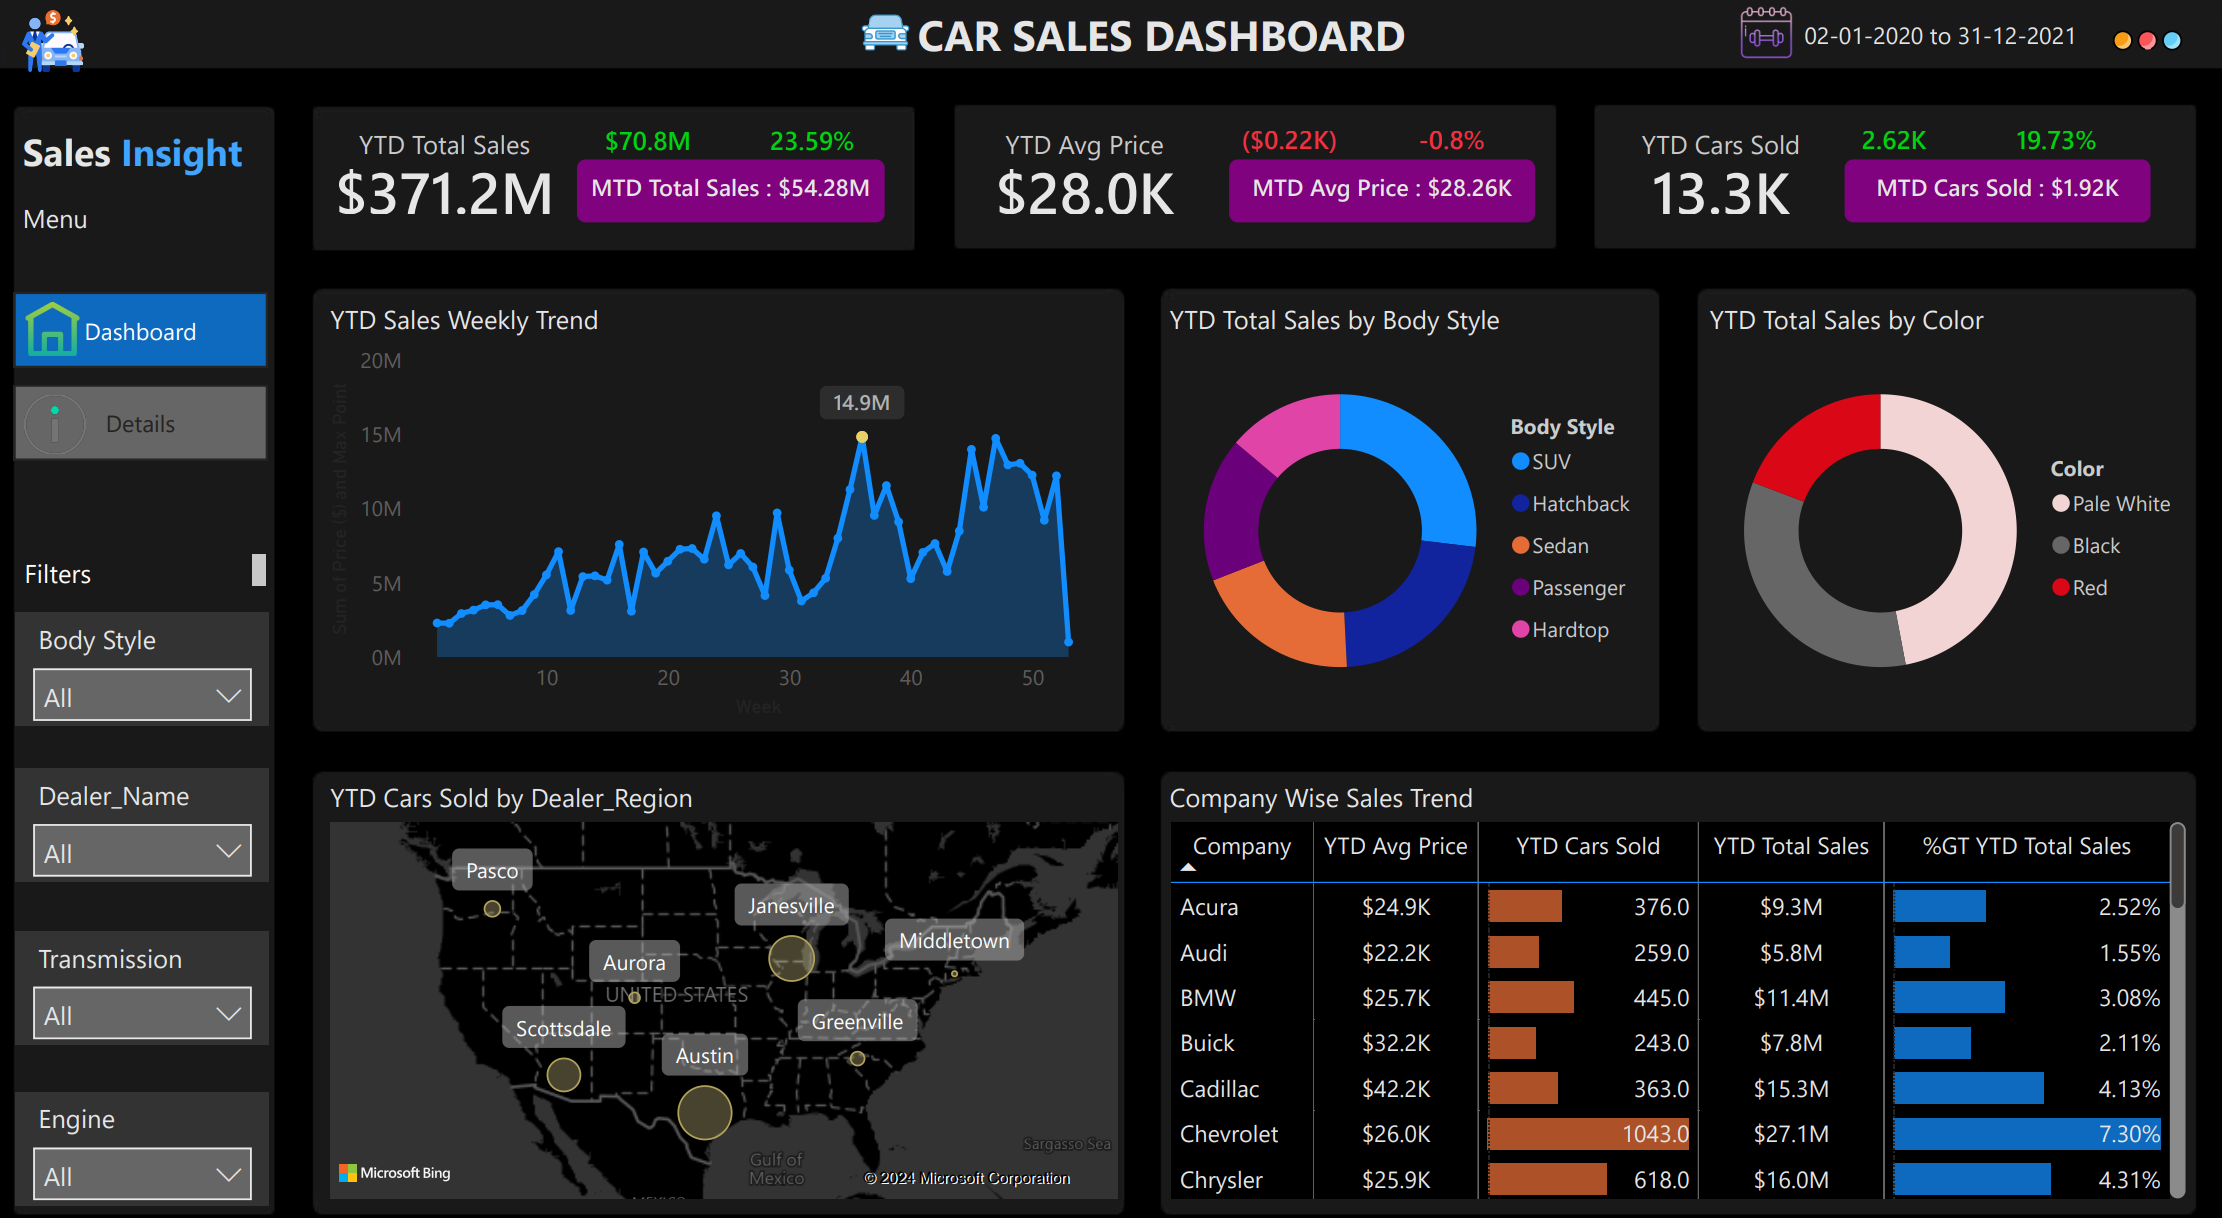 CAR SALES DASHBOARD
02-01-2020 to 31-12-2021
Sales Insight
Menu
Dashboard
Details
Filters
Body Style
All
Dealer_Name
All
Transmission
All
Engine
All
YTD Total Sales
$371.2M
$70.8M 23.59%
MTD Total Sales : $54.28M
YTD Avg Price
$28.0K
($0.22K) -0.8%
MTD Avg Price : $28.26K
YTD Cars Sold
13.3K
2.62K 19.73%
MTD Cars Sold : $1.92K
YTD Sales Weekly Trend
Sum of Price ($) and Max Point
20M
15M
10M
5M
0M
14.9M
10 20 30 40 50
Week
YTD Total Sales by Body Style
Body Style
SUV
Hatchback
Sedan
Passenger
Hardtop
YTD Total Sales by Color
Color
Pale White
Black
Red
YTD Cars Sold by Dealer_Region
Pasco
Janesville
Middletown
Aurora
UNITED STATES
Scottsdale
Greenville
Austin
Sargasso Sea
Gulf of
Mexico
MEXICO
Microsoft Bing
© 2024 Microsoft Corporation
Company Wise Sales Trend
Company YTD Avg Price YTD Cars Sold YTD Total Sales %GT YTD Total Sales
Acura $24.9K 376.0 $9.3M 2.52%
Audi $22.2K 259.0 $5.8M 1.55%
BMW $25.7K 445.0 $11.4M 3.08%
Buick $32.2K 243.0 $7.8M 2.11%
Cadillac $42.2K 363.0 $15.3M 4.13%
Chevrolet $26.0K 1043.0 $27.1M 7.30%
Chrysler $25.9K 618.0 $16.0M 4.31%